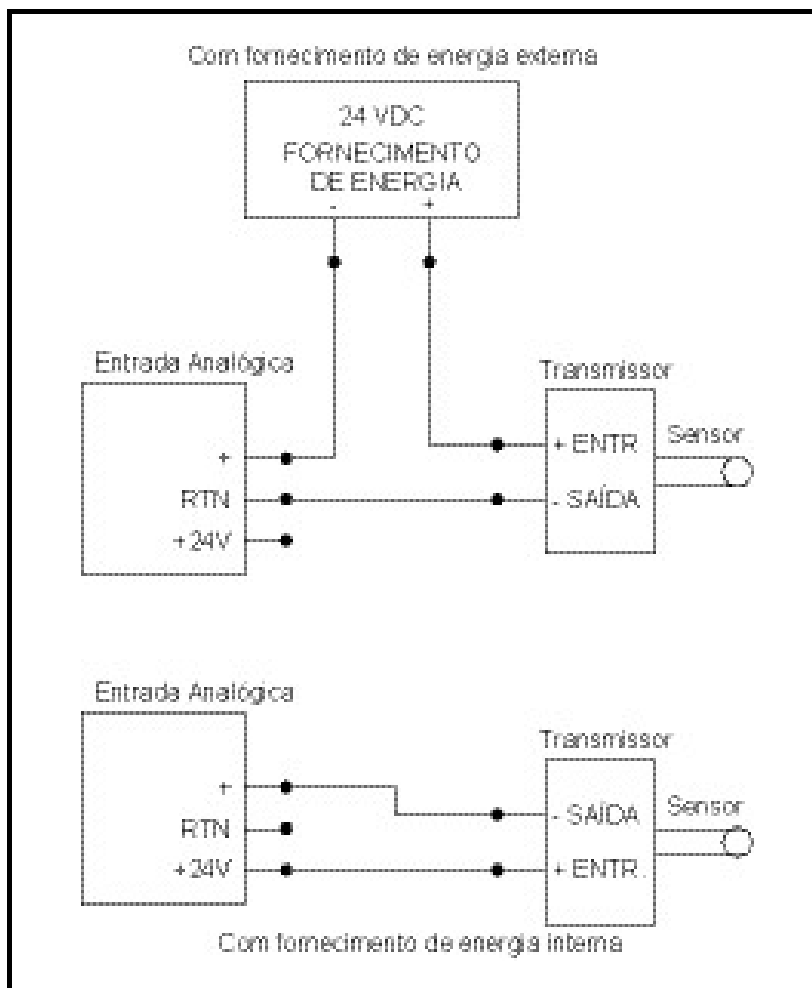 Com fornecimento de energia externa
24 VDC
FORNECIMENTO
DE ENERGIA
- +
Entrada Analógica
+
RTN
+24V
Transmissor
+ ENTR
- SAÍDA
Sensor
Entrada Analógica
+
RTN
+24V
Transmissor
- SAÍDA
+ ENTR.
Sensor
Com fornecimento de energia interna